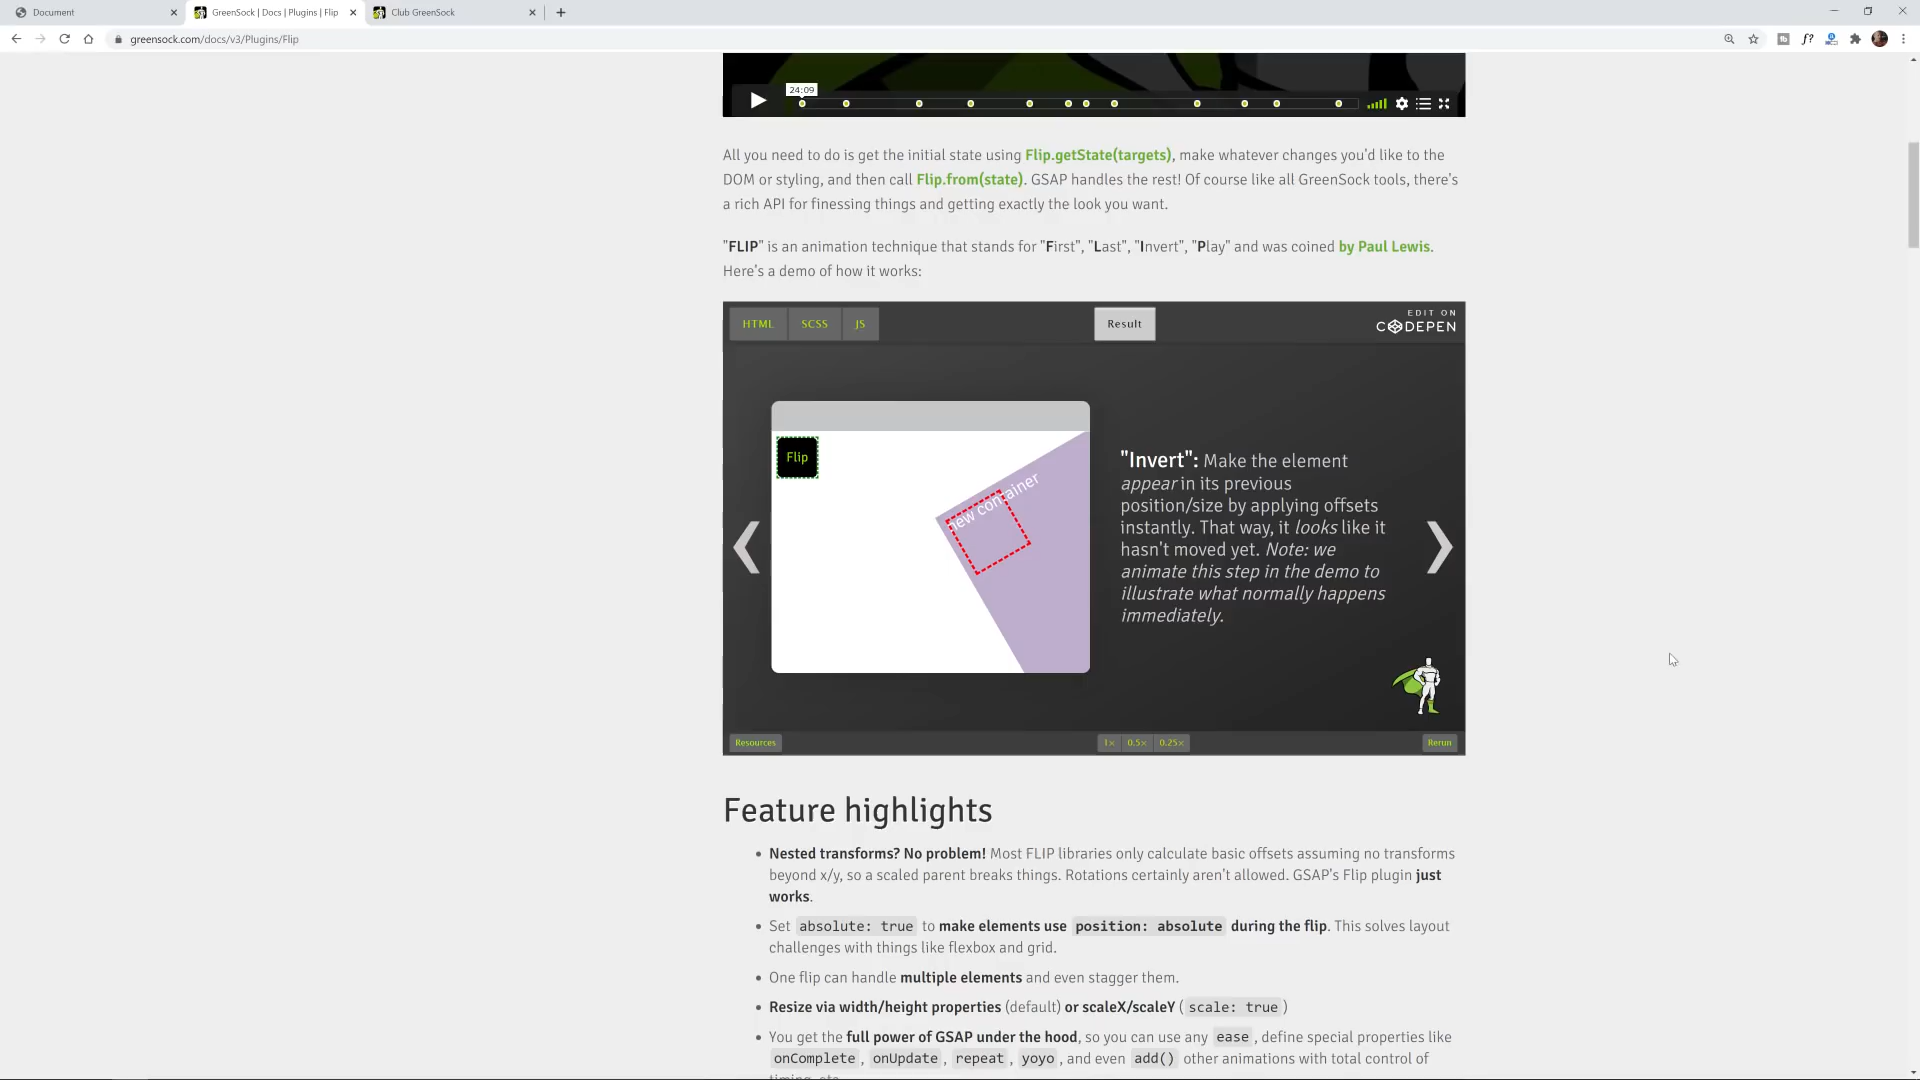 Document
GreenSock | Docs | Plugins | Flip
Club GreenSock
greensock.com/docs/v3/Plugins/Flip
24:09
All you need to do is get the initial state using Flip.getState(targets), make whatever changes you'd like to the
DOM or styling, and then call Flip.from(state). GSAP handles the rest! Of course like all GreenSock tools, there's
a rich API for finessing things and getting exactly the look you want.
"FLIP" is an animation technique that stands for "First", "Last", "Invert", "Play" and was coined by Paul Lewis.
Here's a demo of how it works:
HTML SCSS JS
Result
EDIT ON
CODEPEN
Flip
new container
"Invert": Make the element
appear in its previous
position/size by applying offsets
instantly. That way, it looks like it
hasn't moved yet. Note: we
animate this step in the demo to
illustrate what normally happens
immediately.
Resources
1× 0.5× 0.25×
Rerun
Feature highlights
• Nested transforms? No problem! Most FLIP libraries only calculate basic offsets assuming no transforms
beyond x/y, so a scaled parent breaks things. Rotations certainly aren't allowed. GSAP's Flip plugin just
works.
• Set absolute: true to make elements use position: absolute during the flip. This solves layout
challenges with things like flexbox and grid.
• One flip can handle multiple elements and even stagger them.
• Resize via width/height properties (default) or scaleX/scaleY ( scale: true )
• You get the full power of GSAP under the hood, so you can use any ease , define special properties like
onComplete , onUpdate , repeat , yoyo , and even add() other animations with total control of
timing, etc.